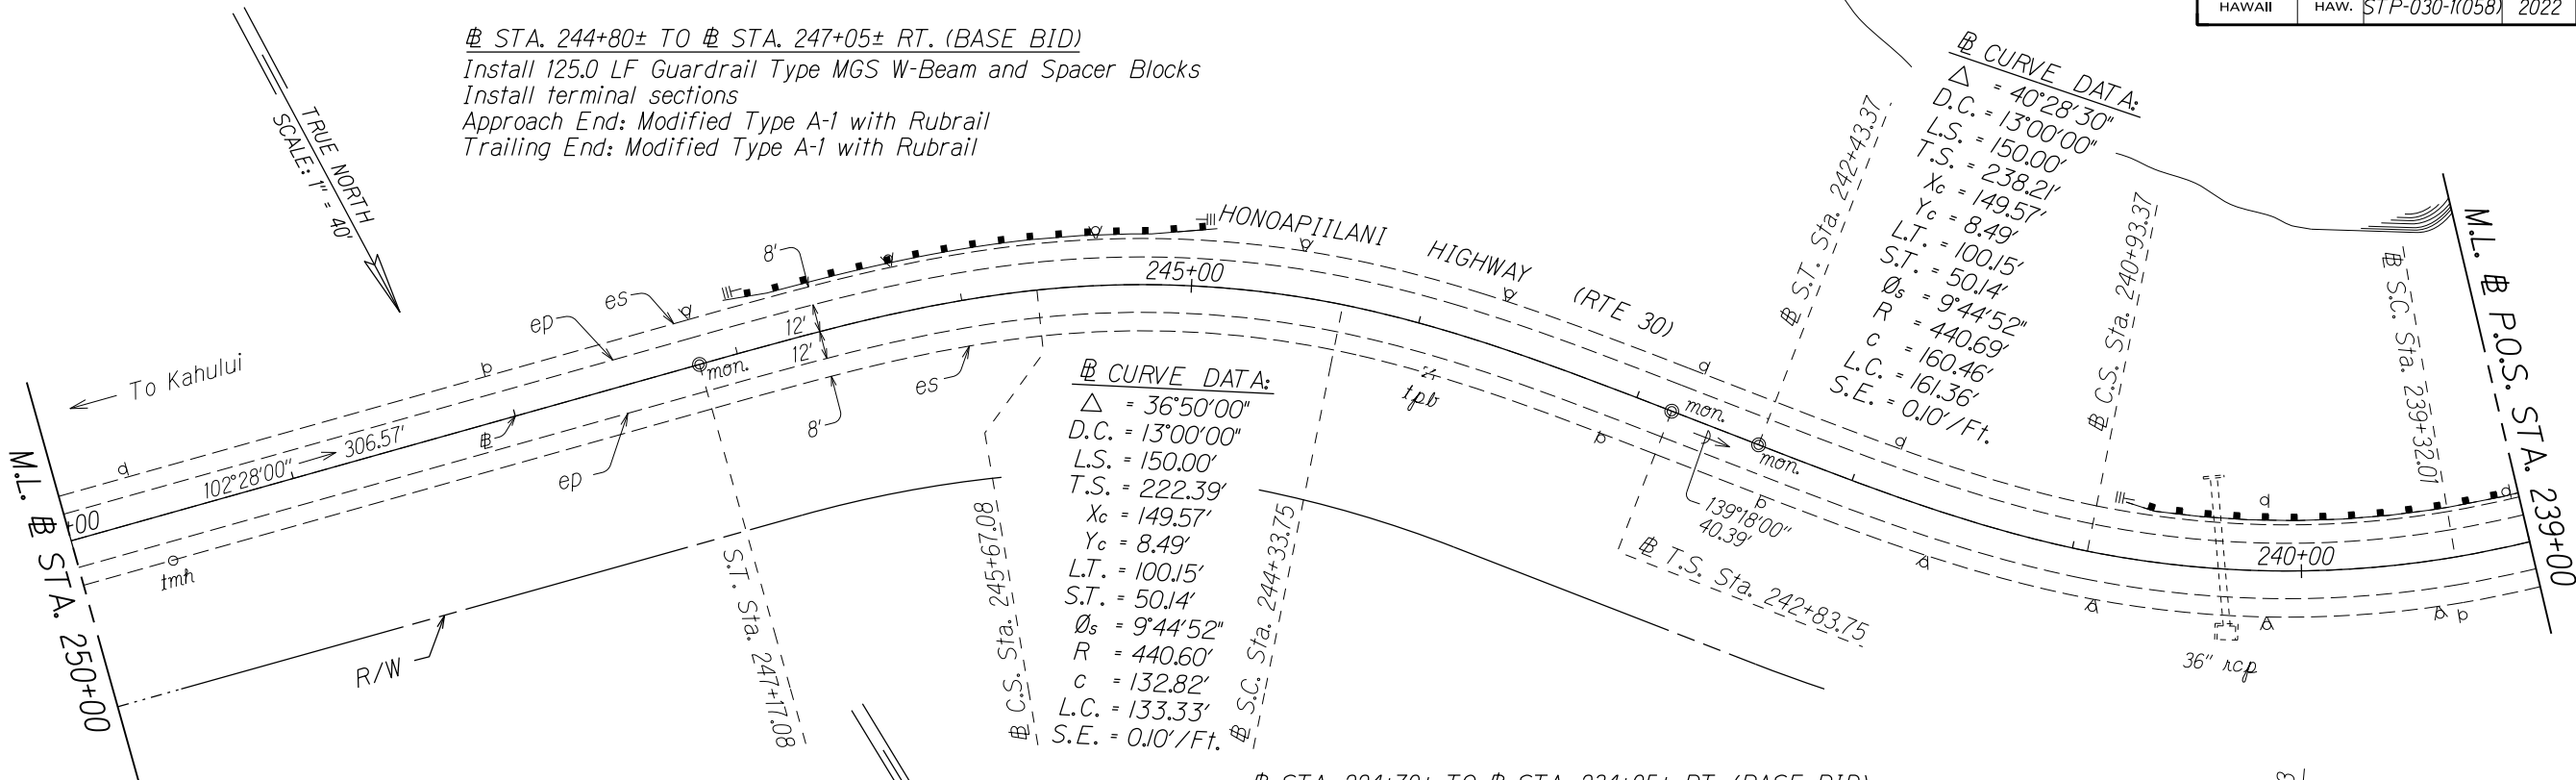 HAWAII HAW. STP-030-1(058) 2022
TRUE NORTH
SCALE: 1" = 40'
B STA. 244+80± TO B STA. 247+05± RT. (BASE BID)
Install 125.0 LF Guardrail Type MGS W-Beam and Spacer Blocks
Install terminal sections
Approach End: Modified Type A-1 with Rubrail
Trailing End: Modified Type A-1 with Rubrail
HONOAPIILANI HIGHWAY (RTE 30)
8'
es
ep
12'
12'
8'
es
ep
mon.
245+00
To Kahului
102°28'00" 306.57'
B
+00
tmh
M.L. B STA. 250+00
R/W
S.T. Sta. 247+17.08
B C.S. Sta. 245+67.08
B CURVE DATA:
Δ = 36°50'00"
D.C. = 13°00'00"
L.S. = 150.00'
T.S. = 222.39'
Xc = 149.57'
Yc = 8.49'
L.T. = 100.15'
S.T. = 50.14'
Øs = 9°44'52"
R = 440.60'
c = 132.82'
L.C. = 133.33'
S.E. = 0.10'/Ft.
B S.C. Sta. 244+33.75
tpb
mon.
mon.
139°18'00"
40.39'
B T.S. Sta. 242+83.75
B S.T. Sta. 242+43.37
B CURVE DATA:
Δ = 40°28'30"
D.C. = 13°00'00"
L.S. = 150.00'
T.S. = 238.21'
Xc = 149.57'
Yc = 8.49'
L.T. = 100.15'
S.T. = 50.14'
Øs = 9°44'52"
R = 440.69'
c = 160.46'
L.C. = 161.36'
S.E. = 0.10'/Ft.
B C.S. Sta. 240+93.37
B S.C. Sta. 239+32.01
240+00
36" rcp
M.L. B P.O.S. STA. 239+00